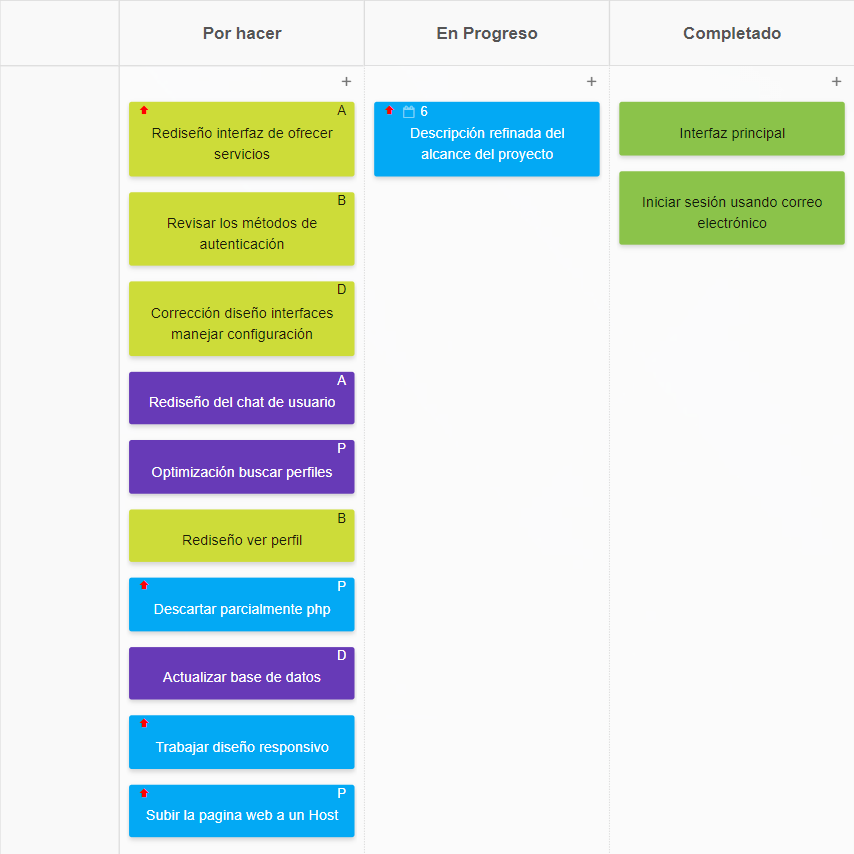 Por hacer
En Progreso
Completado
+
+
+
A
Rediseño interfaz de ofrecer
servicios
B
Revisar los métodos de
autenticación
D
Corrección diseño interfaces
manejar configuración
A
Rediseño del chat de usuario
P
Optimización buscar perfiles
B
Rediseño ver perfil
P
Descartar parcialmente php
D
Actualizar base de datos
Trabajar diseño responsivo
P
Subir la pagina web a un Host
6
Descripción refinada del
alcance del proyecto
Interfaz principal
Iniciar sesión usando correo
electrónico